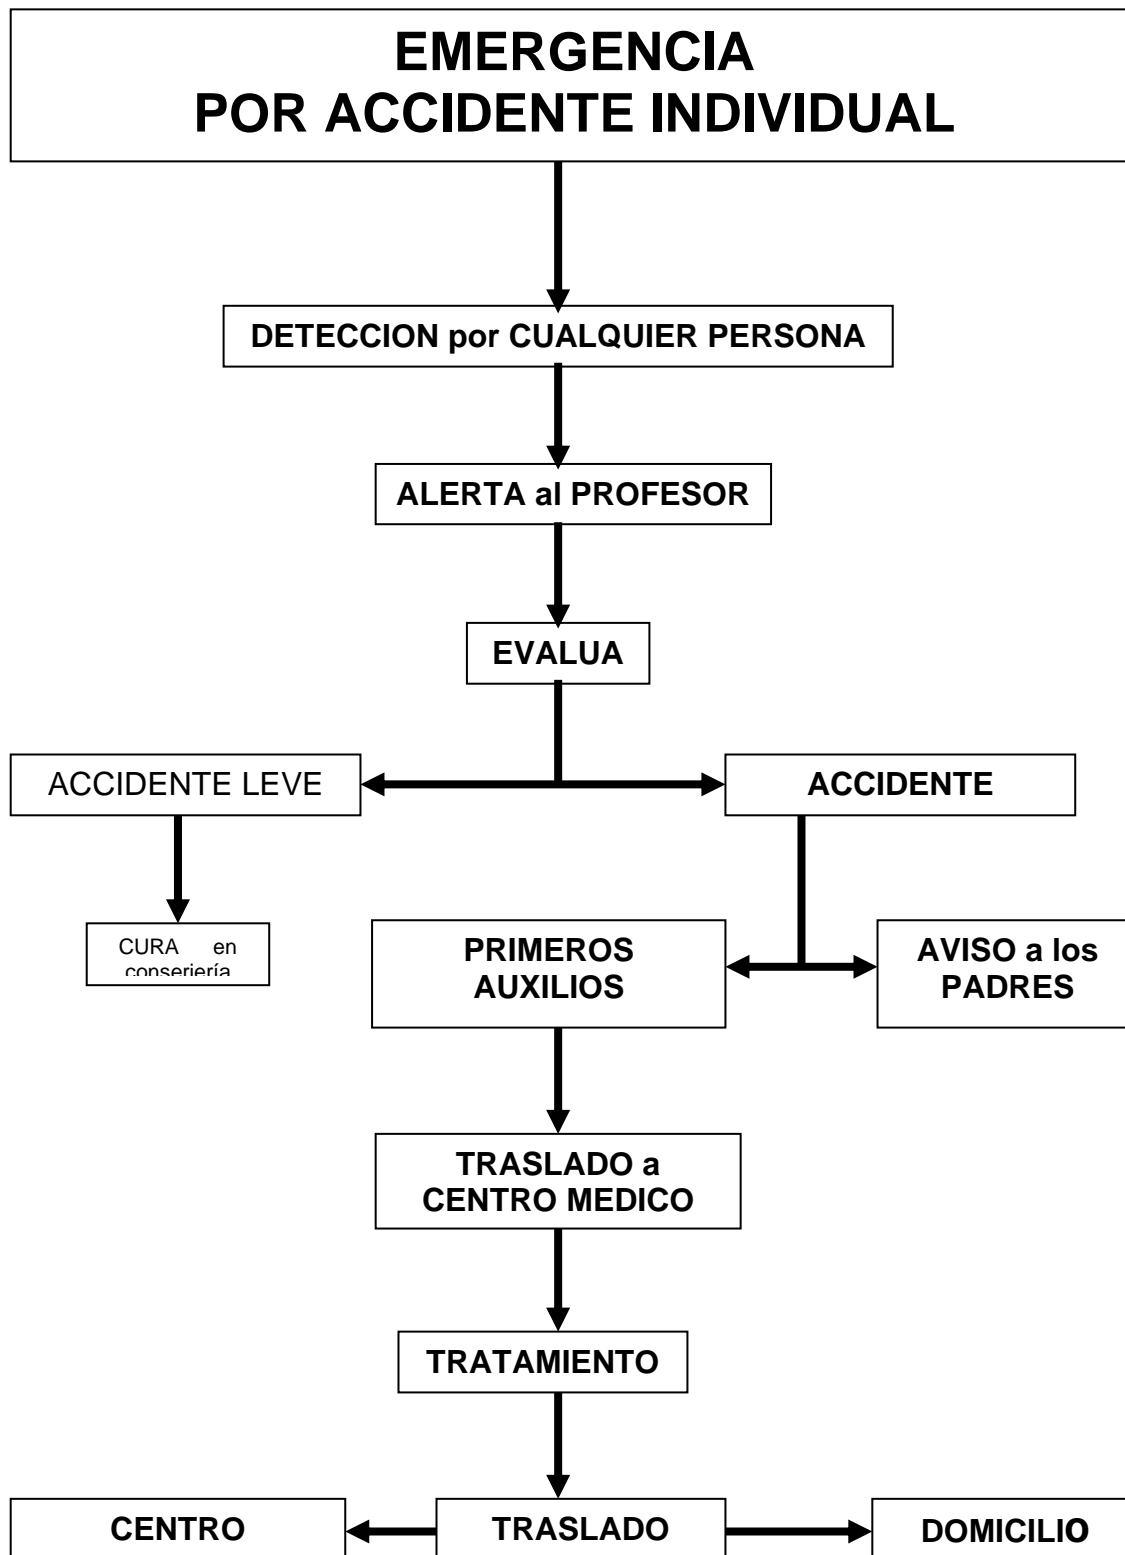 EMERGENCIA
POR ACCIDENTE INDIVIDUAL
DETECCION por CUALQUIER PERSONA
ALERTA al PROFESOR
EVALUA
ACCIDENTE LEVE
ACCIDENTE
CURA en
conserjería
PRIMEROS
AUXILIOS
AVISO a los
PADRES
TRASLADO a
CENTRO MEDICO
TRATAMIENTO
CENTRO
TRASLADO
DOMICILIO